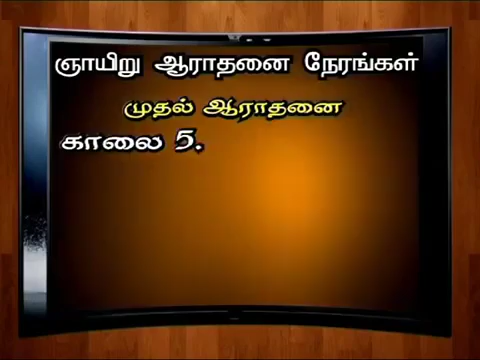 ஞாயிறு ஆராதனை நேரங்கள்
முதல் ஆராதனை
காலை 5.